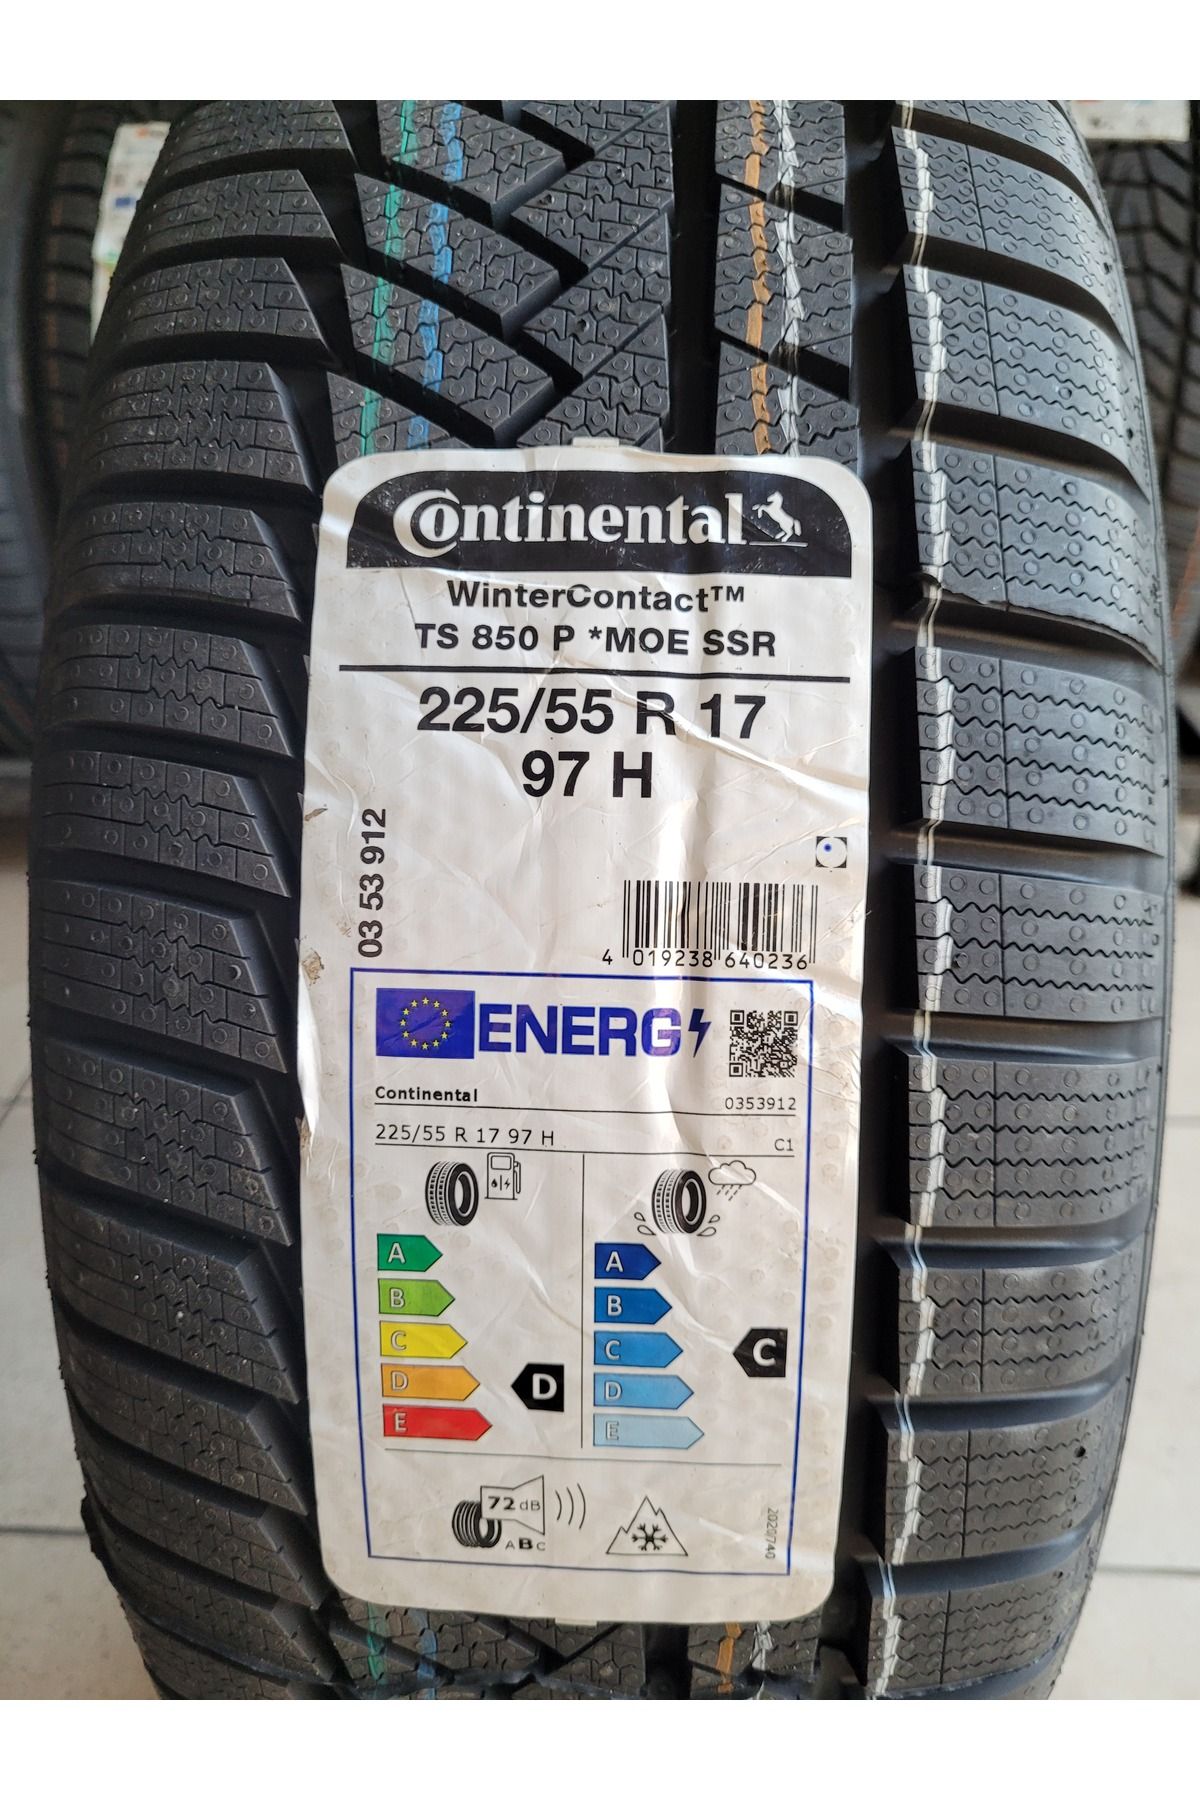 Continental
WinterContact™
TS 850 P *MOE SSR
225/55 R 17
97 H
03 53 912
4 019238 640236
ENERG
Continental
0353912
225/55 R 17 97 H
C1
A
B
C
D
E
D
A
B
C
D
E
C
72 dB
ABC
2020/740